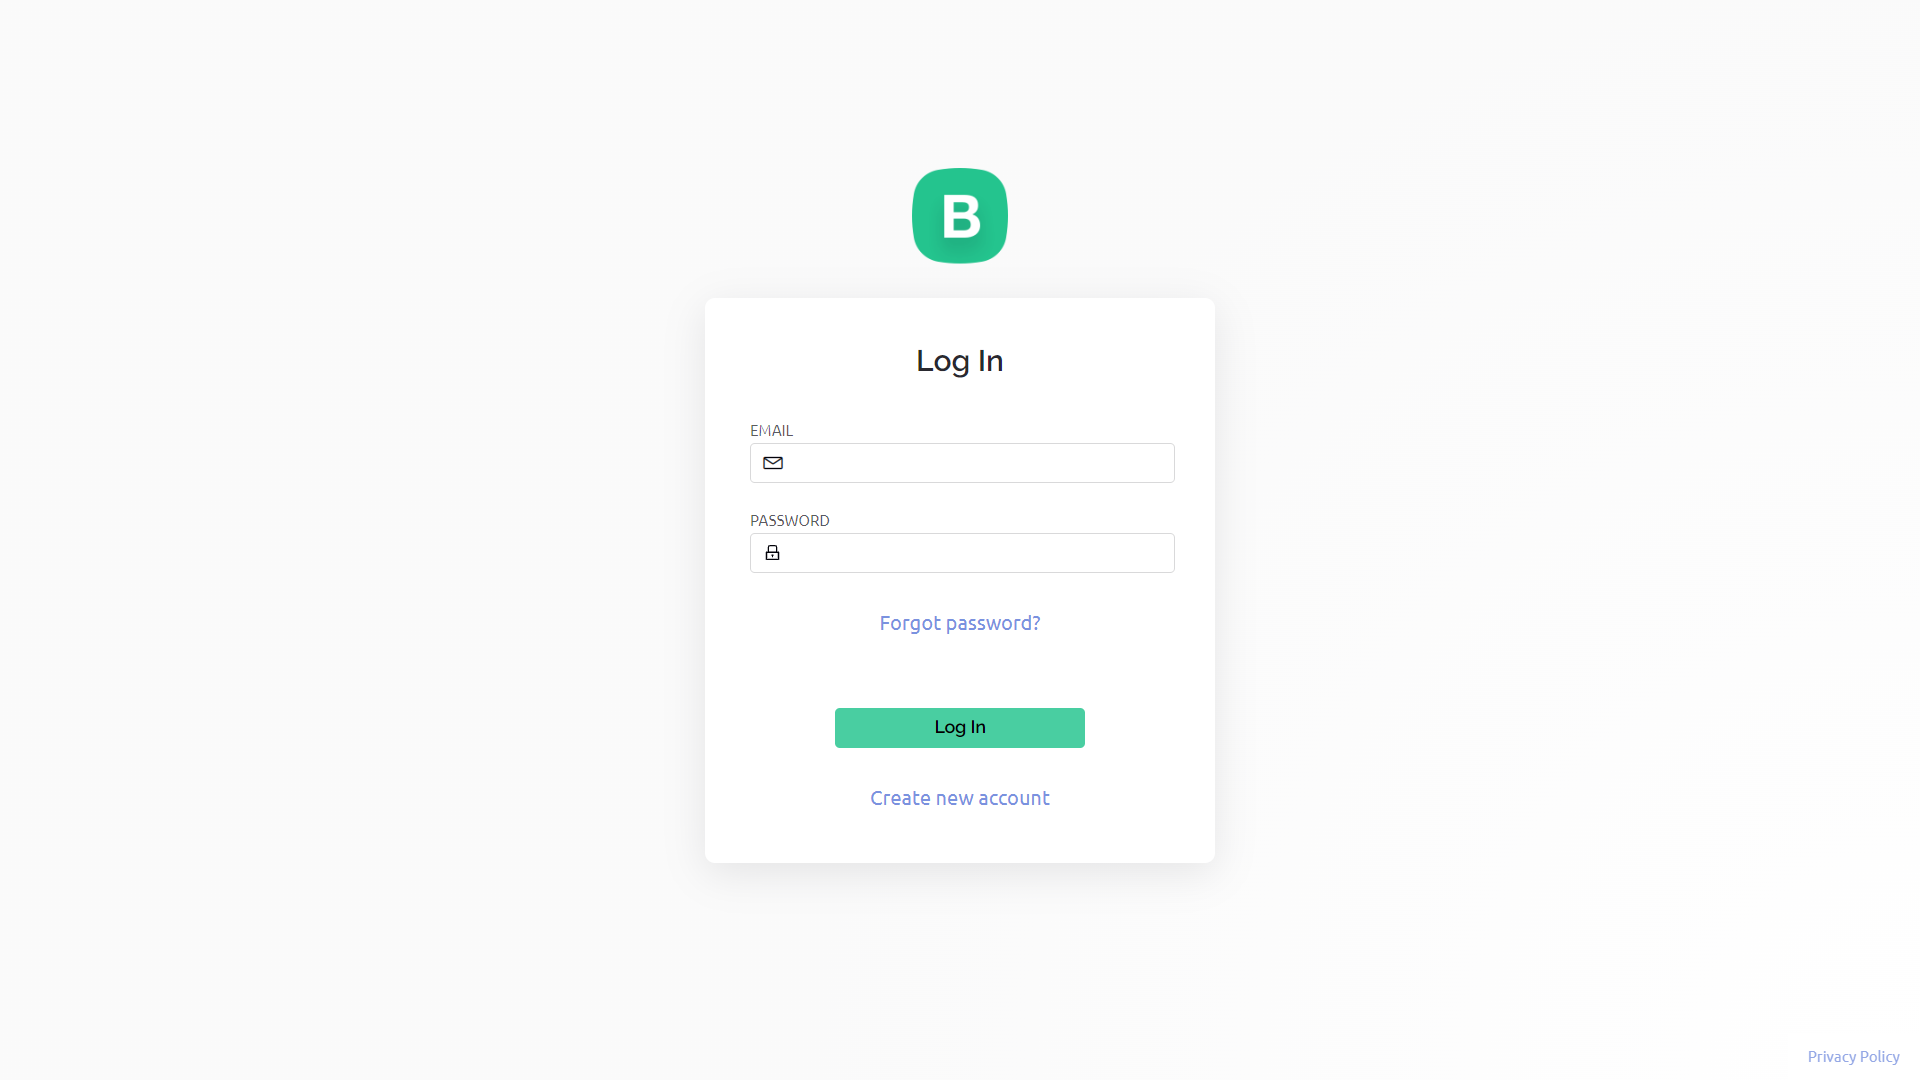 B
Log In
EMAIL
PASSWORD
Forgot password?
Log In
Create new account
Privacy Policy